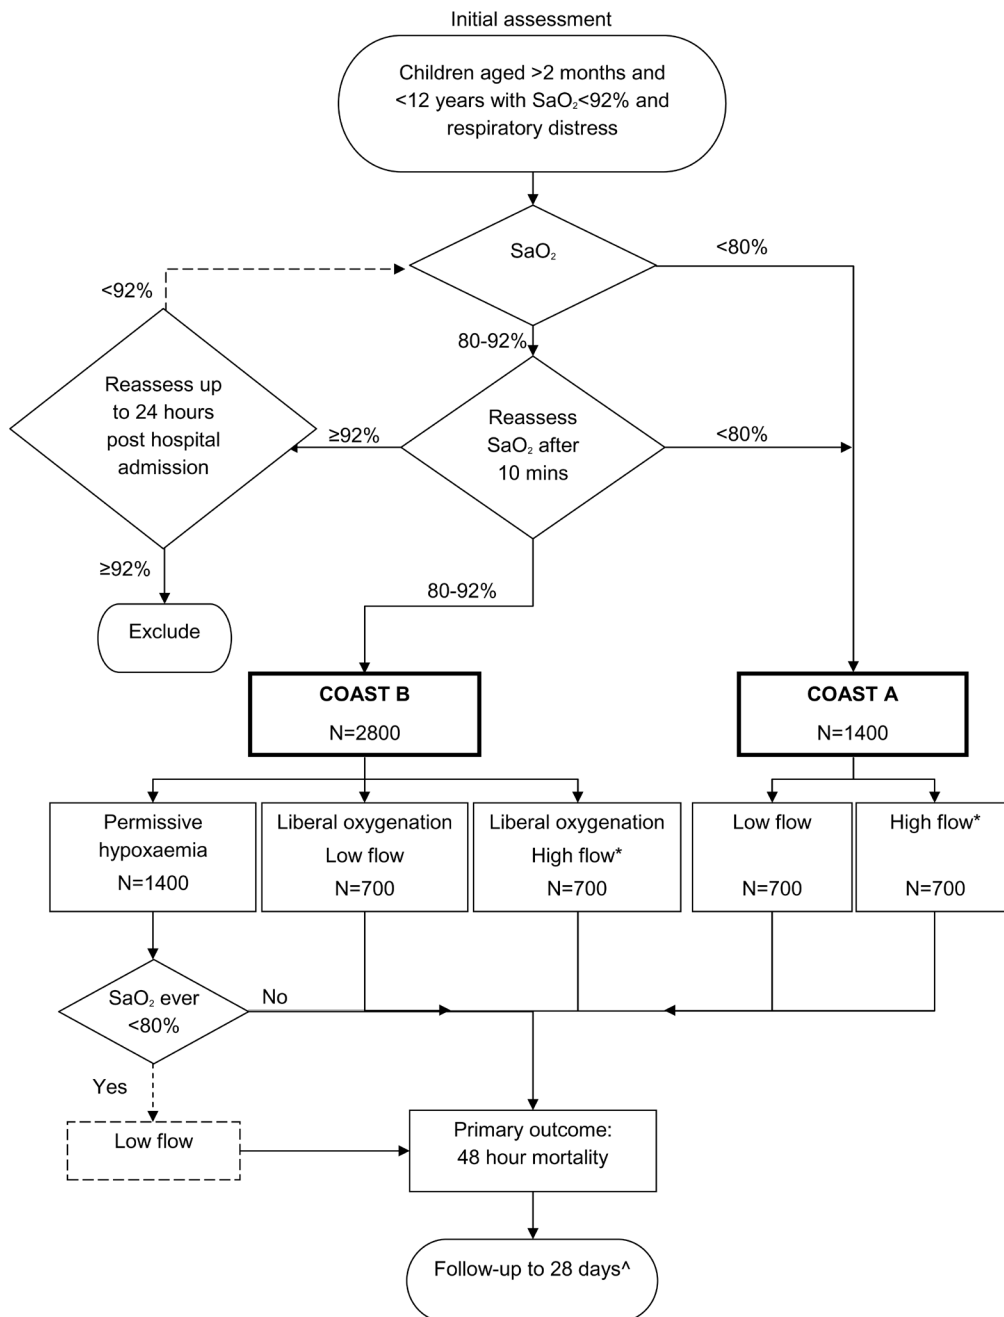 Initial assessment
Children aged >2 months and
<12 years with SaO₂<92% and
respiratory distress
SaO₂
<80%
<92%
80-92%
Reassess up
to 24 hours
post hospital
admission
≥92%
Reassess
SaO₂ after
10 mins
<80%
≥92%
80-92%
Exclude
COAST B
N=2800
COAST A
N=1400
Permissive
hypoxaemia
N=1400
Liberal oxygenation
Low flow
N=700
Liberal oxygenation
High flow*
N=700
Low flow
N=700
High flow*
N=700
SaO₂ ever
<80%
No
Yes
Low flow
Primary outcome:
48 hour mortality
Follow-up to 28 days^